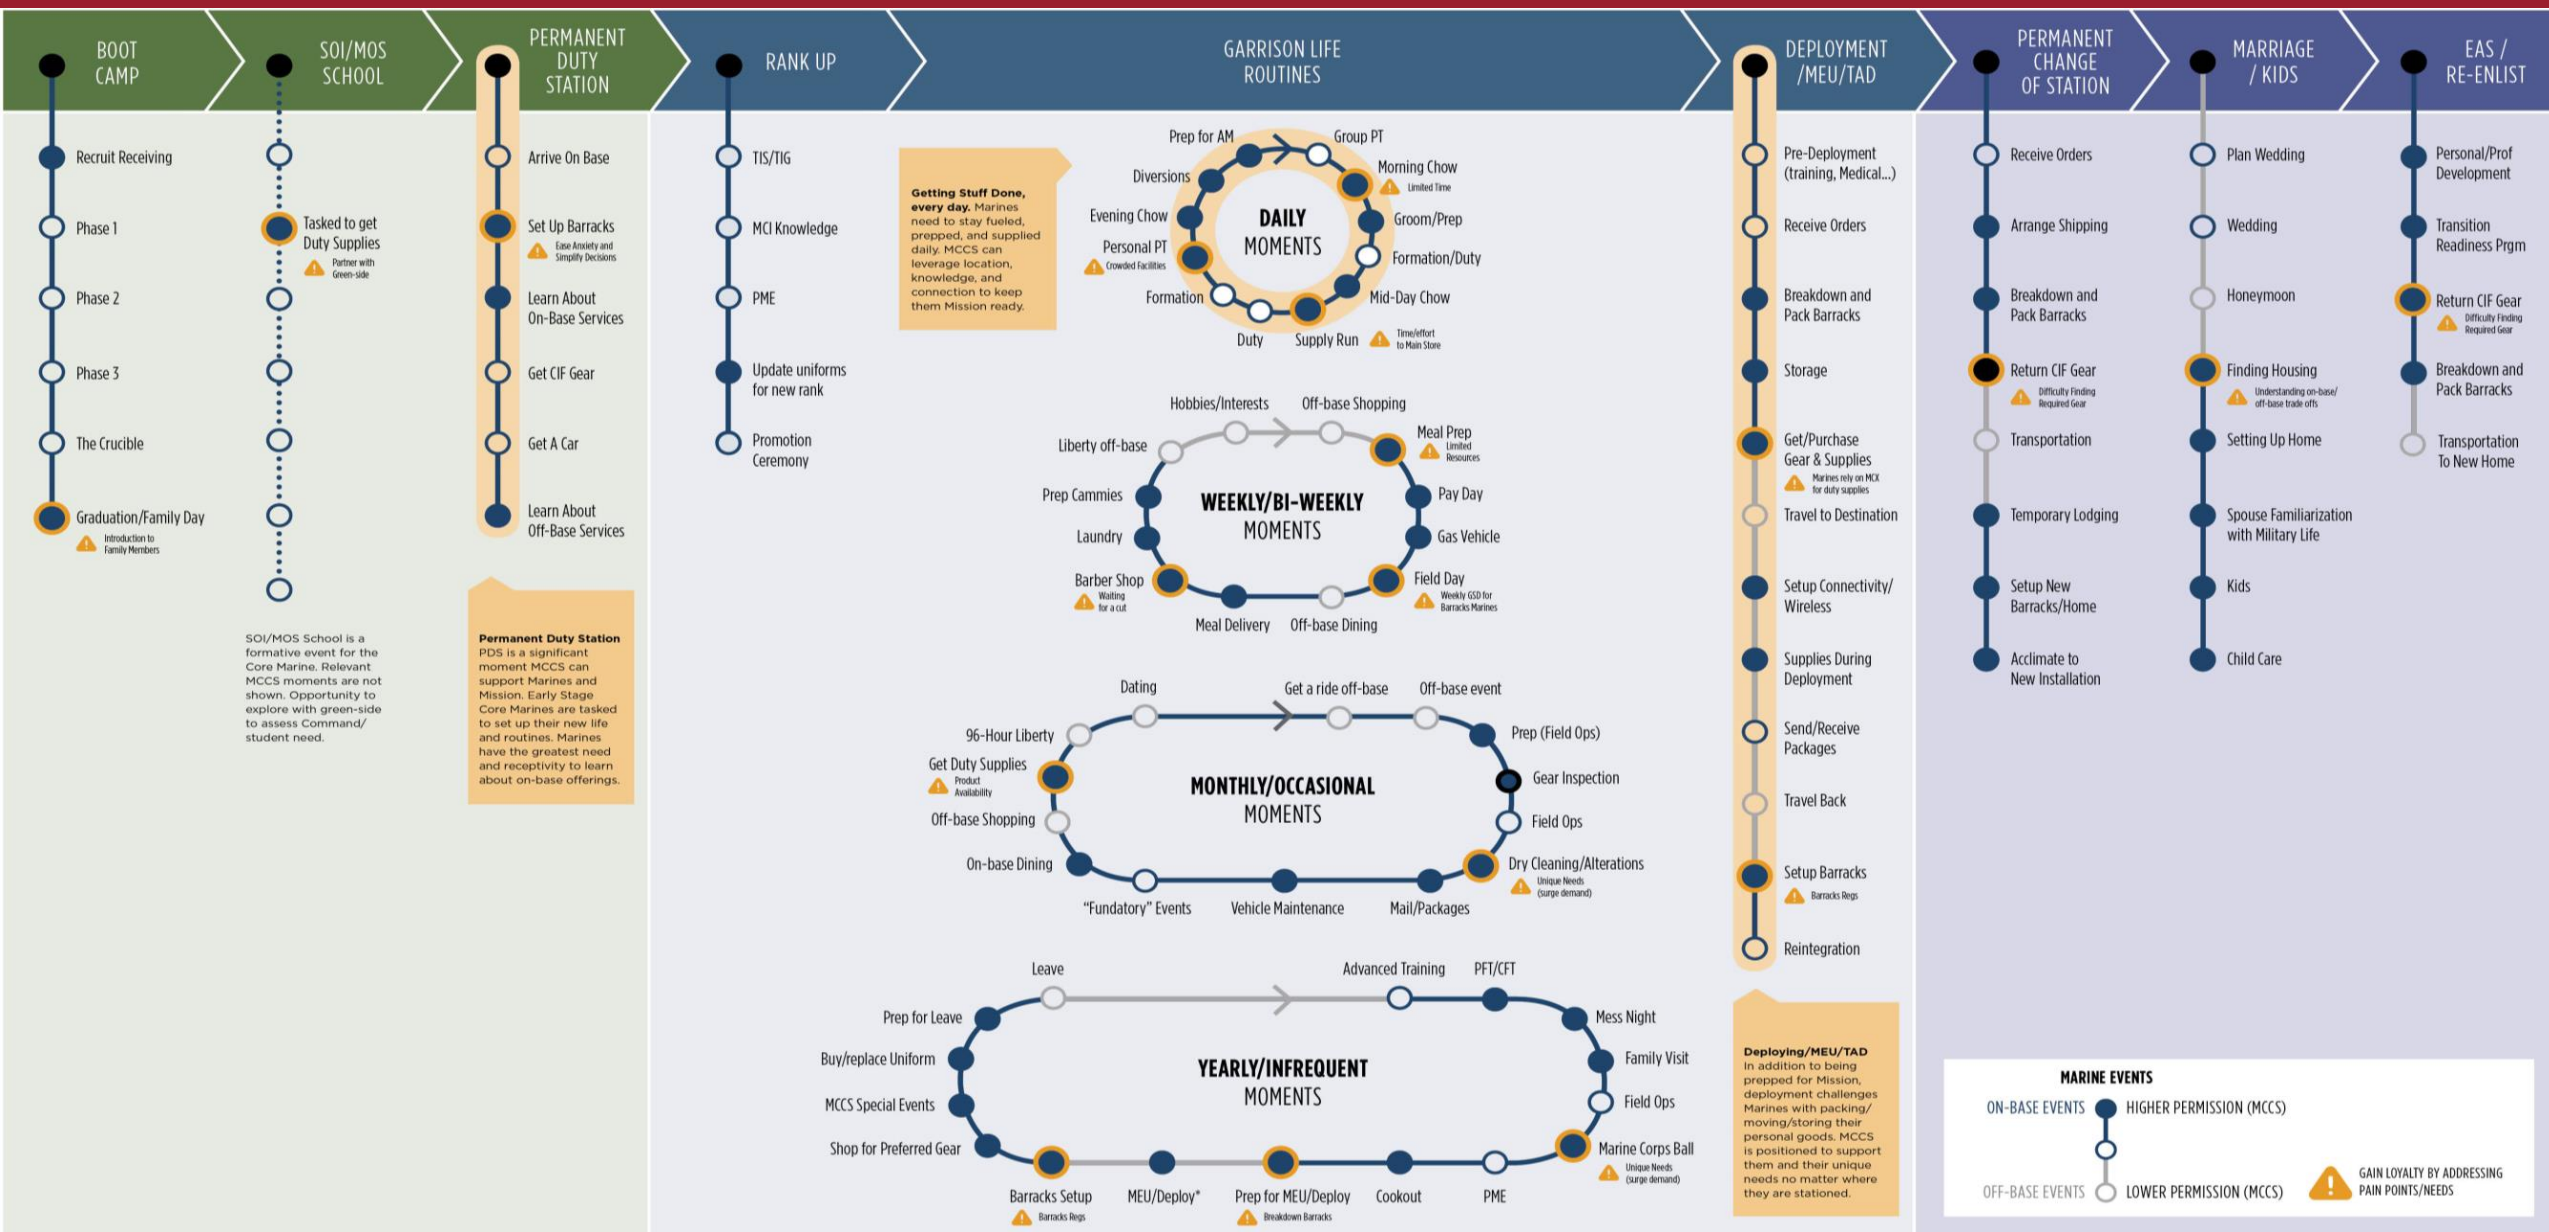 BOOT
CAMP
SOI/MOS
SCHOOL
PERMANENT
DUTY
STATION
RANK UP
GARRISON LIFE
ROUTINES
DEPLOYMENT
/MEU/TAD
PERMANENT
CHANGE
OF STATION
MARRIAGE
/ KIDS
EAS /
RE-ENLIST
Recruit Receiving
Phase 1
Phase 2
Phase 3
The Crucible
Graduation/Family Day
Introduction to
Family Members
Tasked to get
Duty Supplies
Partner with
Green-side
SOI/MOS School is a
formative event for the
Core Marine. Relevant
MCCS moments are not
shown. Opportunity to
explore with green-side
to assess Command/
student need.
Arrive On Base
Set Up Barracks
Ease Anxiety and
Simplify Decisions
Learn About
On-Base Services
Get CIF Gear
Get A Car
Learn About
Off-Base Services
Permanent Duty Station
PDS is a significant
moment MCCS can
support Marines and
Mission. Early Stage
Core Marines are tasked
to set up their new life
and routines. Marines
have the greatest need
and receptivity to learn
about on-base offerings.
TIS/TIG
MCI Knowledge
PME
Update uniforms
for new rank
Promotion
Ceremony
Getting Stuff Done,
every day. Marines
need to stay fueled,
prepped, and supplied
daily. MCCS can
leverage location,
knowledge, and
connection to keep
them Mission ready.
DAILY
MOMENTS
Prep for AM
Group PT
Morning Chow
Limited Time
Groom/Prep
Formation/Duty
Mid-Day Chow
Supply Run
Time/effort
to Main Store
Duty
Formation
Personal PT
Crowded Facilities
Evening Chow
Diversions
WEEKLY/BI-WEEKLY
MOMENTS
Hobbies/Interests
Off-base Shopping
Meal Prep
Limited
Resources
Pay Day
Gas Vehicle
Field Day
Weekly GSD for
Barracks Marines
Off-base Dining
Meal Delivery
Barber Shop
Waiting
for a cut
Laundry
Prep Cammies
Liberty off-base
MONTHLY/OCCASIONAL
MOMENTS
Dating
Get a ride off-base
Off-base event
Prep (Field Ops)
Gear Inspection
Field Ops
Dry Cleaning/Alterations
Unique Needs
(surge demand)
Mail/Packages
Vehicle Maintenance
“Fundatory” Events
On-base Dining
Off-base Shopping
Get Duty Supplies
Product
Availability
96-Hour Liberty
YEARLY/INFREQUENT
MOMENTS
Leave
Advanced Training
PFT/CFT
Mess Night
Family Visit
Field Ops
Marine Corps Ball
Unique Needs
(surge demand)
PME
Cookout
Prep for MEU/Deploy
Breakdown Barracks
MEU/Deploy*
Barracks Setup
Barracks Regs
Shop for Preferred Gear
MCCS Special Events
Buy/replace Uniform
Prep for Leave
Pre-Deployment
(training, Medical...)
Receive Orders
Breakdown and
Pack Barracks
Storage
Get/Purchase
Gear & Supplies
Marines rely on MCX
for duty supplies
Travel to Destination
Setup Connectivity/
Wireless
Supplies During
Deployment
Send/Receive
Packages
Travel Back
Setup Barracks
Barracks Regs
Reintegration
Deploying/MEU/TAD
In addition to being
prepped for Mission,
deployment challenges
Marines with packing/
moving/storing their
personal goods. MCCS
is positioned to support
them and their unique
needs no matter where
they are stationed.
Receive Orders
Arrange Shipping
Breakdown and
Pack Barracks
Return CIF Gear
Difficulty Finding
Required Gear
Transportation
Temporary Lodging
Setup New
Barracks/Home
Acclimate to
New Installation
Plan Wedding
Wedding
Honeymoon
Finding Housing
Understanding on-base/
off-base trade offs
Setting Up Home
Spouse Familiarization
with Military Life
Kids
Child Care
Personal/Prof
Development
Transition
Readiness Prgm
Return CIF Gear
Difficulty Finding
Required Gear
Breakdown and
Pack Barracks
Transportation
To New Home
MARINE EVENTS
ON-BASE EVENTS
HIGHER PERMISSION (MCCS)
OFF-BASE EVENTS
LOWER PERMISSION (MCCS)
GAIN LOYALTY BY ADDRESSING
PAIN POINTS/NEEDS